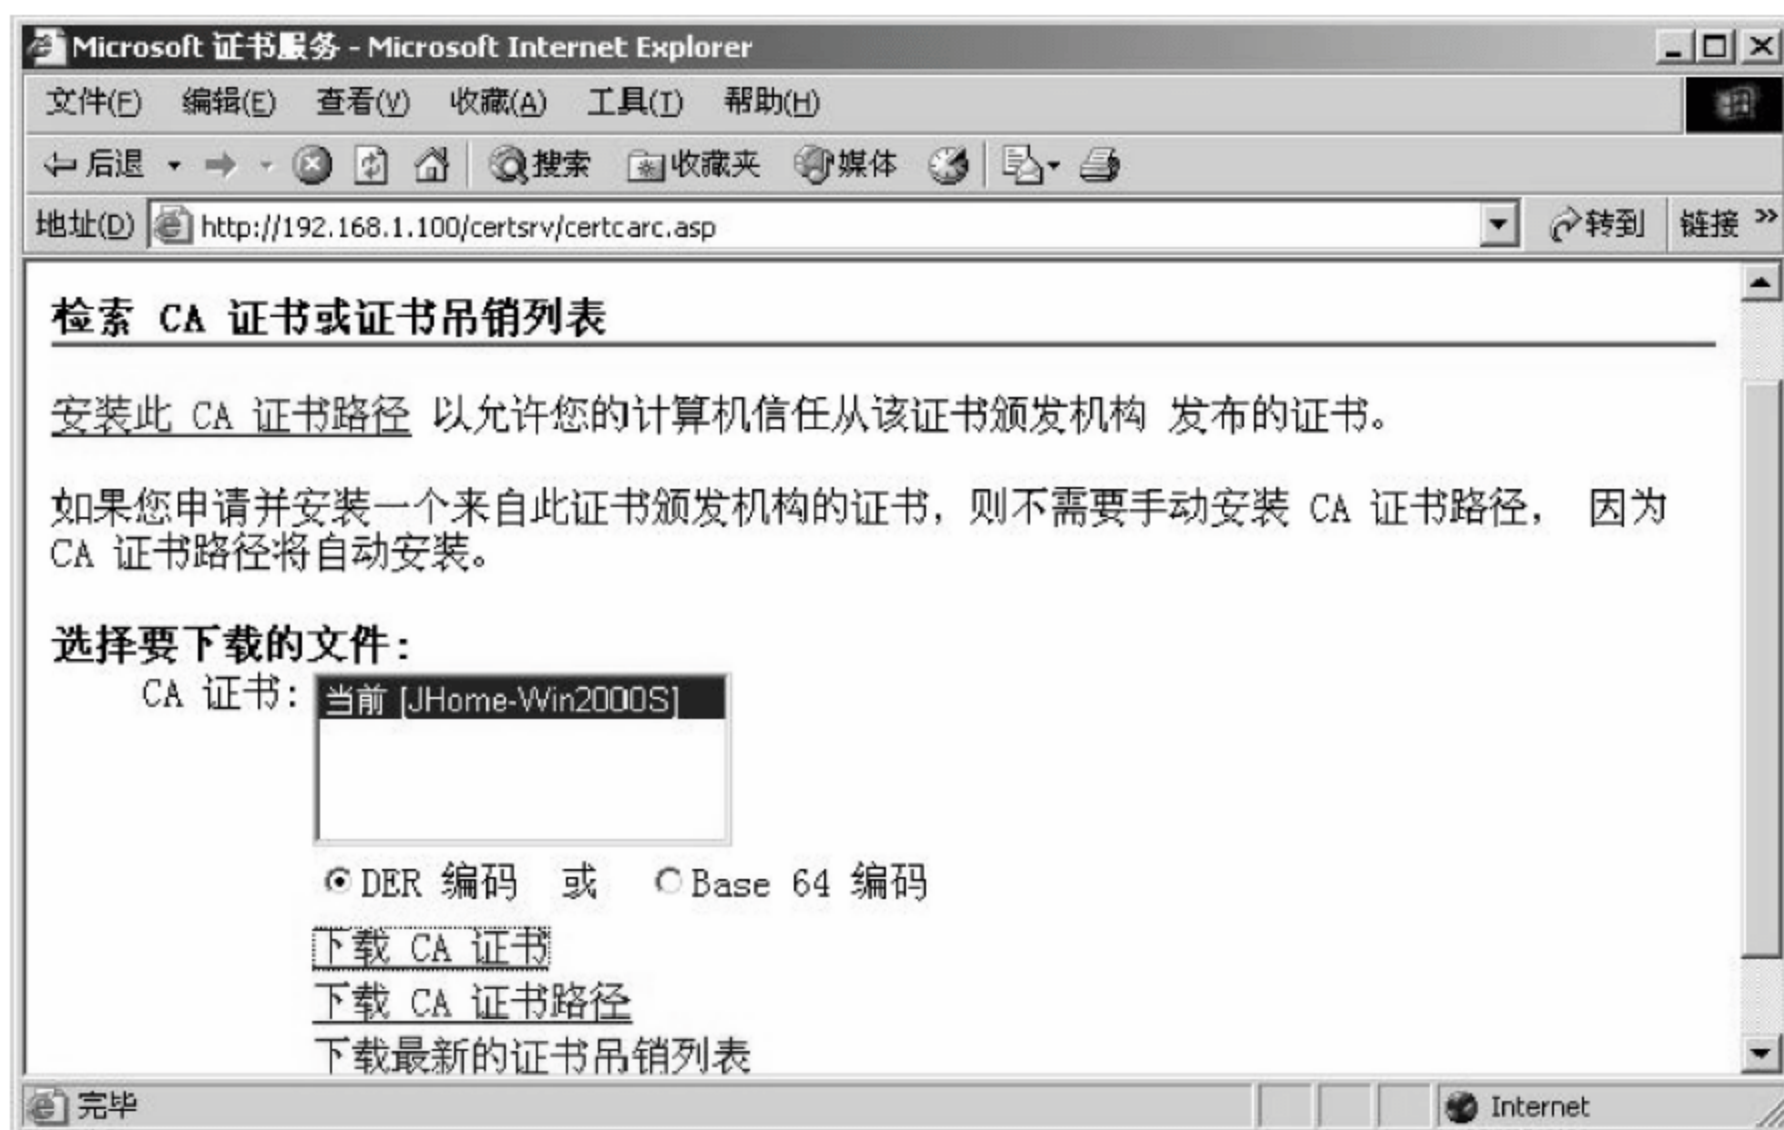 Microsoft 证书服务 - Microsoft Internet Explorer
文件(F) 编辑(E) 查看(V) 收藏(A) 工具(T) 帮助(H)
后退 搜索 收藏夹 媒体
地址(D) http://192.168.1.100/certsrv/certcarc.asp 转到 链接 »
检索 CA 证书或证书吊销列表
安装此 CA 证书路径 以允许您的计算机信任从该证书颁发机构 发布的证书。
如果您申请并安装一个来自此证书颁发机构的证书，则不需要手动安装 CA 证书路径， 因为
CA 证书路径将自动安装。
选择要下载的文件:
CA 证书: 当前 [JHome-Win2000S]
DER 编码 或 Base 64 编码
下载 CA 证书
下载 CA 证书路径
下载最新的证书吊销列表
完毕 Internet